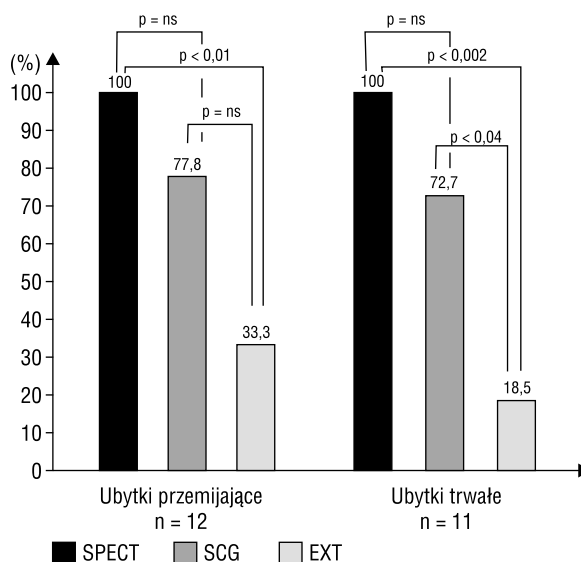 p = ns
p < 0,01
p = ns
p = ns
p < 0,002
p < 0,04
(%)
100
90
80
70
60
50
40
30
20
10
0
100
77,8
33,3
100
72,7
18,5
Ubytki przemijające
n = 12
Ubytki trwałe
n = 11
SPECT SCG EXT